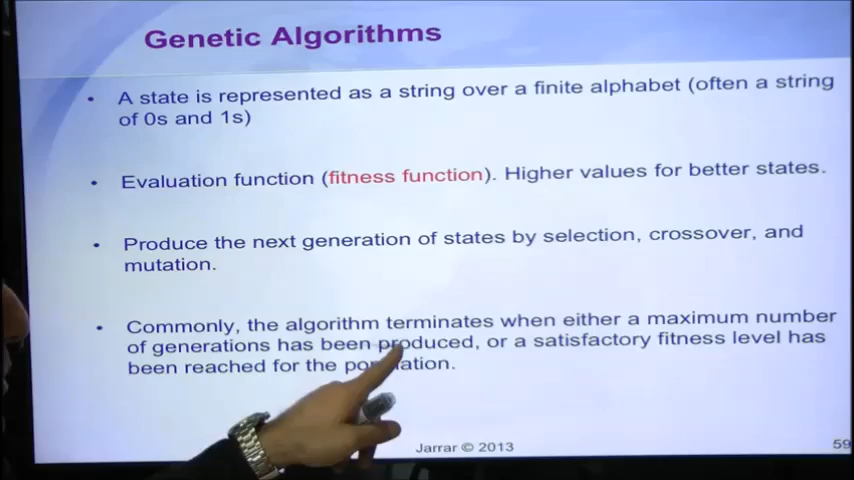 Genetic Algorithms
• A state is represented as a string over a finite alphabet (often a string
of 0s and 1s)
• Evaluation function (fitness function). Higher values for better states.
• Produce the next generation of states by selection, crossover, and
mutation.
• Commonly, the algorithm terminates when either a maximum number
of generations has been produced, or a satisfactory fitness level has
been reached for the population.
Jarrar © 2013
59